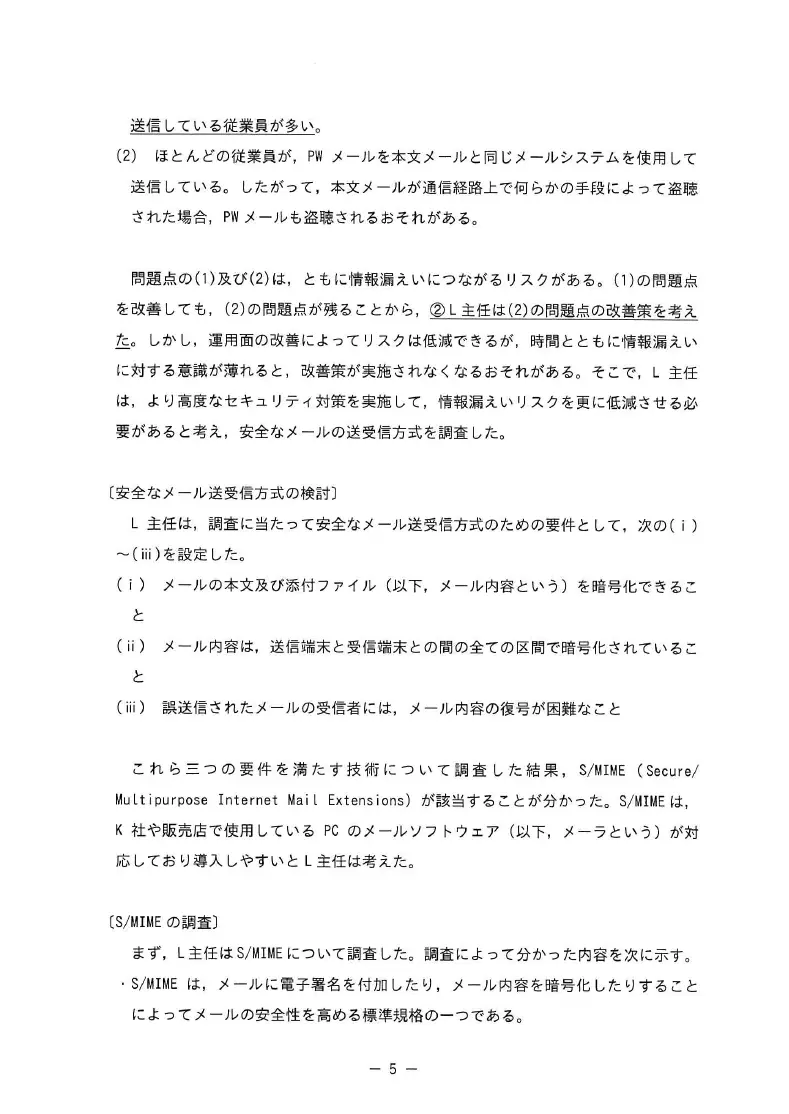 送信している従業員が多い。
(2) ほとんどの従業員が，PW メールを本文メールと同じメールシステムを使用して
送信している。したがって，本文メールが通信経路上で何らかの手段によって盗聴
された場合，PW メールも盗聴されるおそれがある。
問題点の(1)及び(2)は，ともに情報漏えいにつながるリスクがある。(1)の問題点
を改善しても，(2)の問題点が残ることから，②L 主任は(2)の問題点の改善策を考え
た。しかし，運用面の改善によってリスクは低減できるが，時間とともに情報漏えい
に対する意識が薄れると，改善策が実施されなくなるおそれがある。そこで，L 主任
は，より高度なセキュリティ対策を実施して，情報漏えいリスクを更に低減させる必
要があると考え，安全なメールの送受信方式を調査した。
〔安全なメール送受信方式の検討〕
L 主任は，調査に当たって安全なメール送受信方式のための要件として，次の(ⅰ)
～(ⅲ)を設定した。
(ⅰ) メールの本文及び添付ファイル（以下，メール内容という）を暗号化できるこ
と
(ⅱ) メール内容は，送信端末と受信端末との間の全ての区間で暗号化されているこ
と
(ⅲ) 誤送信されたメールの受信者には，メール内容の復号が困難なこと
これら三つの要件を満たす技術について調査した結果，S/MIME（Secure/
Multipurpose Internet Mail Extensions）が該当することが分かった。S/MIME は，
K 社や販売店で使用している PC のメールソフトウェア（以下，メーラという）が対
応しており導入しやすいと L 主任は考えた。
〔S/MIME の調査〕
まず，L 主任は S/MIME について調査した。調査によって分かった内容を次に示す。
・S/MIME は，メールに電子署名を付加したり，メール内容を暗号化したりすること
によってメールの安全性を高める標準規格の一つである。
― 5 ―